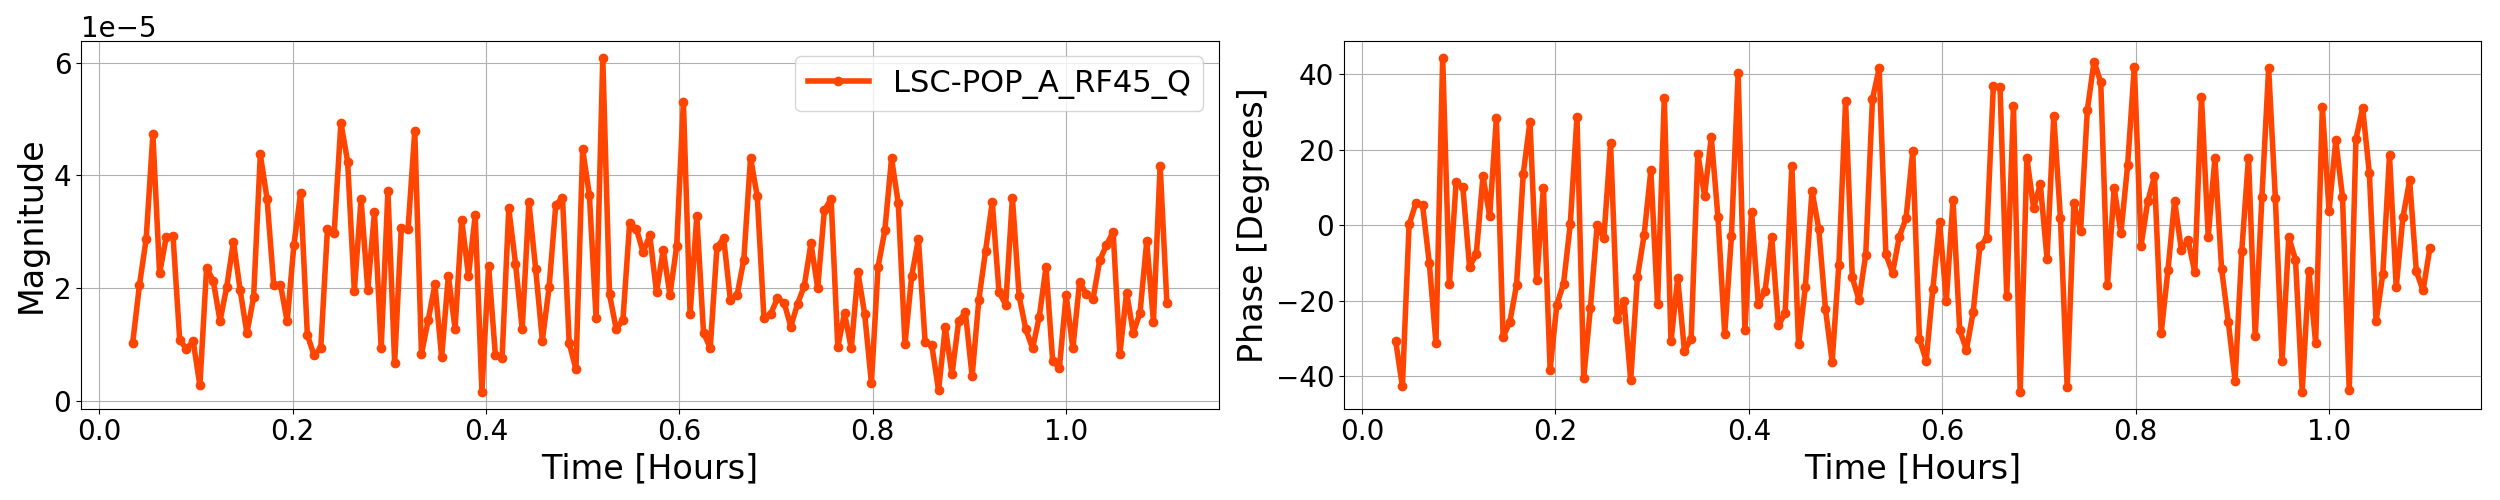 1e−5
6
4
2
0
Magnitude
LSC-POP_A_RF45_Q
0.0 0.2 0.4 0.6 0.8 1.0
Time [Hours]
40
20
0
−20
−40
Phase [Degrees]
0.0 0.2 0.4 0.6 0.8 1.0
Time [Hours]